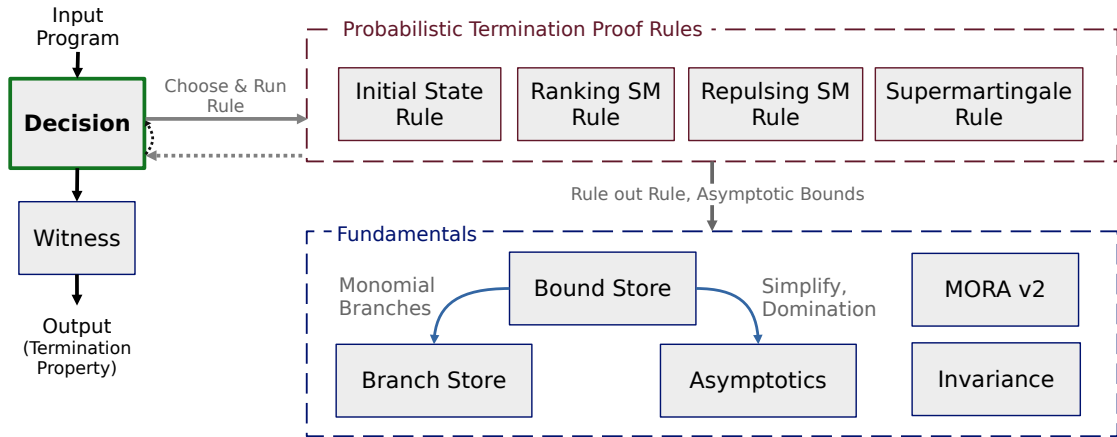 Input
Program
Decision
Choose & Run
Rule
Witness
Output
(Termination
Property)
Probabilistic Termination Proof Rules
Initial State
Rule
Ranking SM
Rule
Repulsing SM
Rule
Supermartingale
Rule
Rule out Rule, Asymptotic Bounds
Fundamentals
Monomial
Branches
Bound Store
Simplify,
Domination
MORA v2
Branch Store
Asymptotics
Invariance